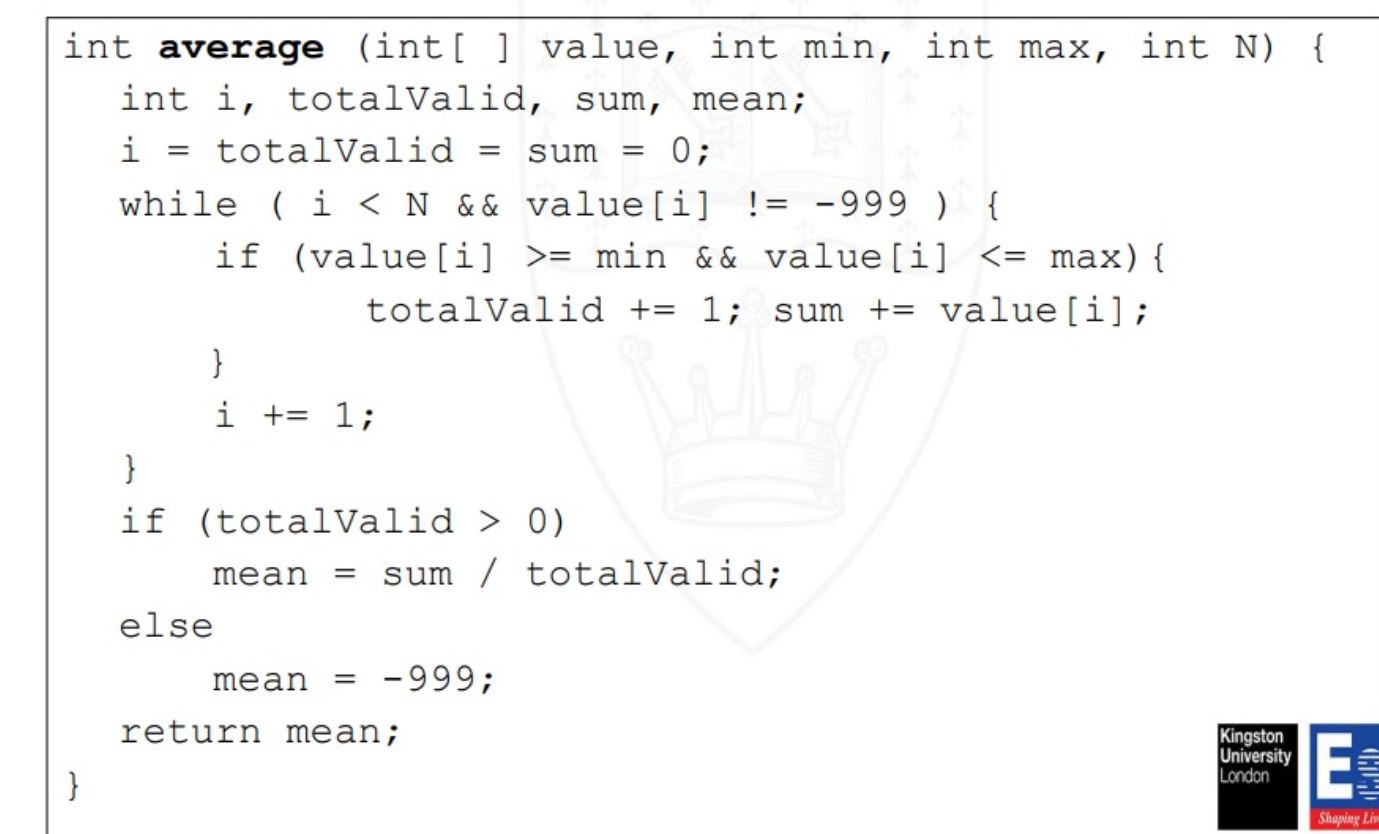 int average (int[ ] value, int min, int max, int N) {
int i, totalValid, sum, mean;
i = totalValid = sum = 0;
while ( i < N && value[i] != -999 ) {
if (value[i] >= min && value[i] <= max){
totalValid += 1; sum += value[i];
}
i += 1;
}
if (totalValid > 0)
mean = sum / totalValid;
else
mean = -999;
return mean;
}
Kingston
University
London
E
Shaping